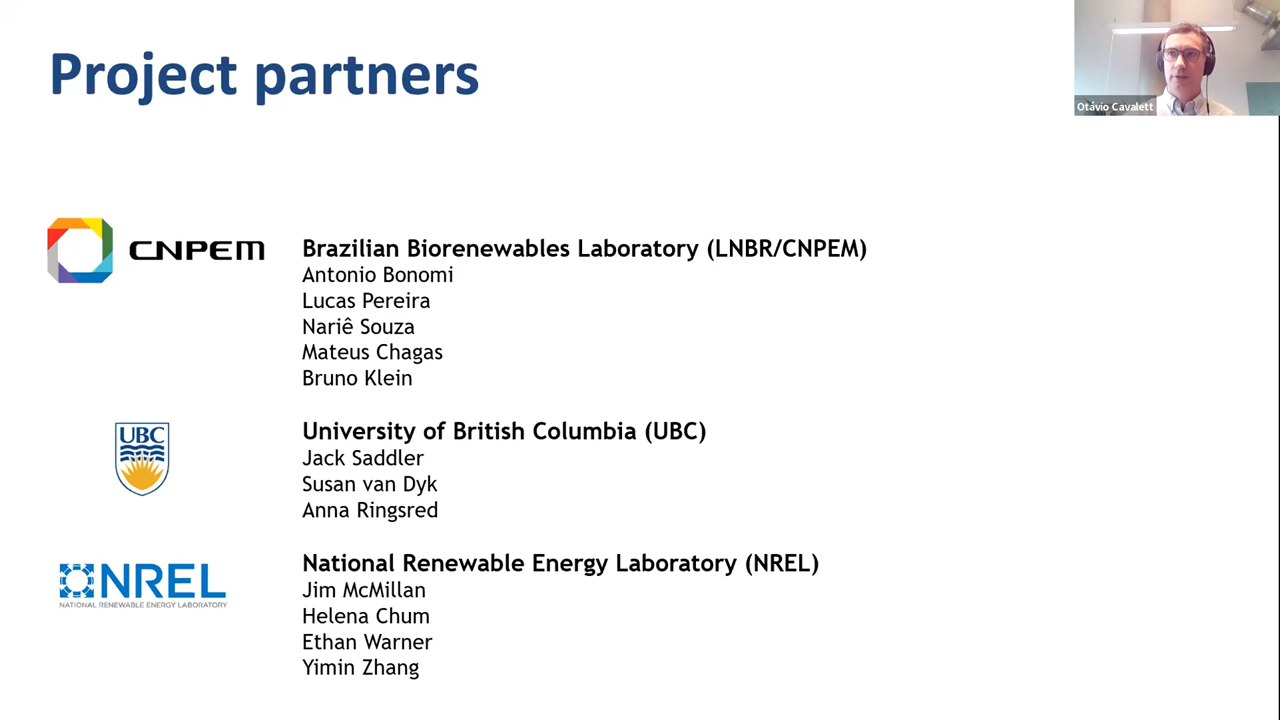 Project partners
Otávio Cavalett
CNPEM
Brazilian Biorenewables Laboratory (LNBR/CNPEM)
Antonio Bonomi
Lucas Pereira
Nariê Souza
Mateus Chagas
Bruno Klein
UBC
University of British Columbia (UBC)
Jack Saddler
Susan van Dyk
Anna Ringsred
NREL
NATIONAL RENEWABLE ENERGY LABORATORY
National Renewable Energy Laboratory (NREL)
Jim McMillan
Helena Chum
Ethan Warner
Yimin Zhang